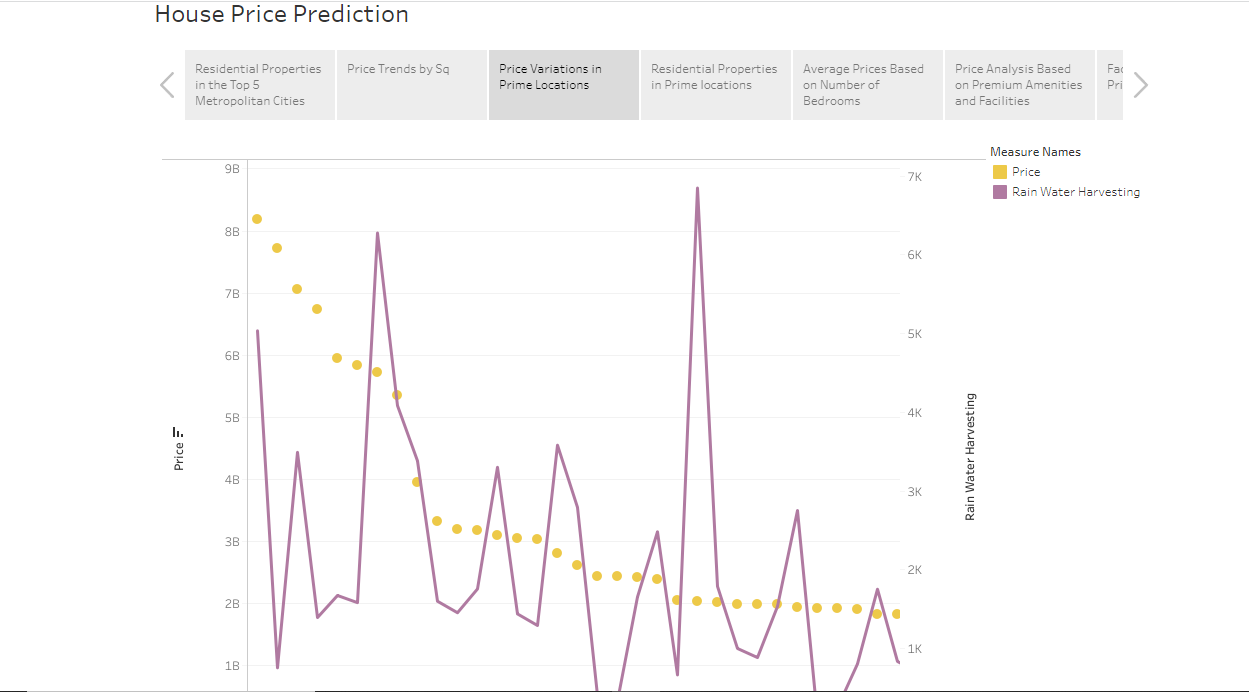 House Price Prediction
Residential Properties
in the Top 5
Metropolitan Cities
Price Trends by Sq
Price Variations in
Prime Locations
Residential Properties
in Prime locations
Average Prices Based
on Number of
Bedrooms
Price Analysis Based
on Premium Amenities
and Facilities
Fac
Pri
Measure Names
Price
Rain Water Harvesting
9B
8B
7B
6B
5B
4B
3B
2B
1B
Price
7K
6K
5K
4K
3K
2K
1K
Rain Water Harvesting